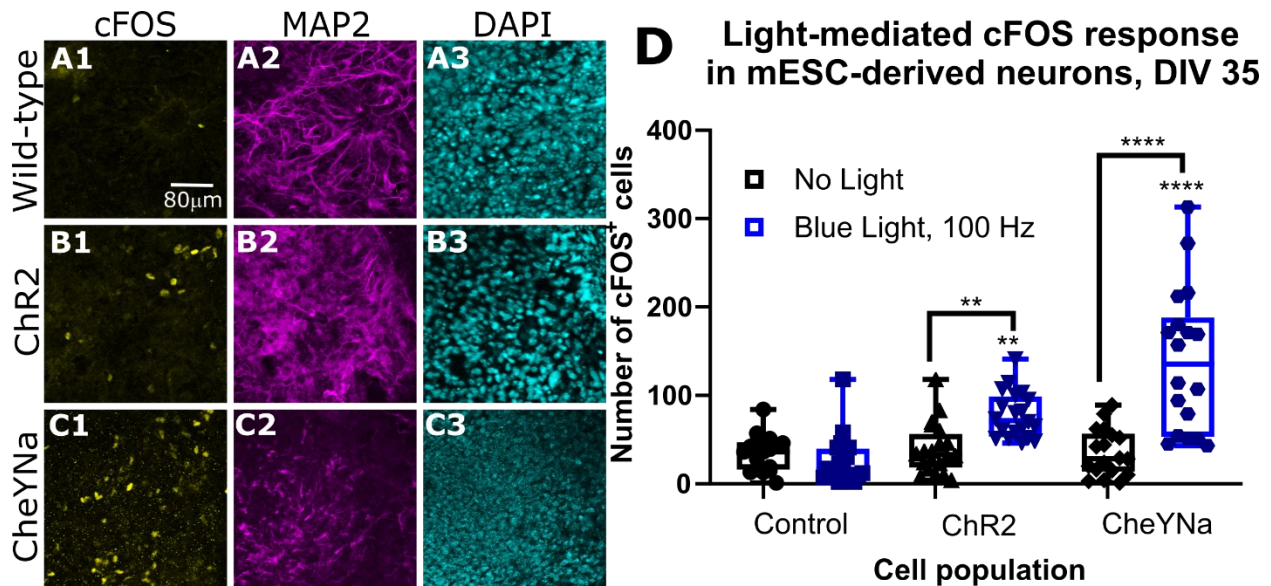 cFOS MAP2 DAPI
Wild-type
A1 A2 A3
80µm
ChR2
B1 B2 B3
CheYNa
C1 C2 C3
D Light-mediated cFOS response
in mESC-derived neurons, DIV 35
Number of cFOS⁺ cells
400
300
200
100
0
No Light
Blue Light, 100 Hz
**
**
****
****
Control ChR2 CheYNa
Cell population